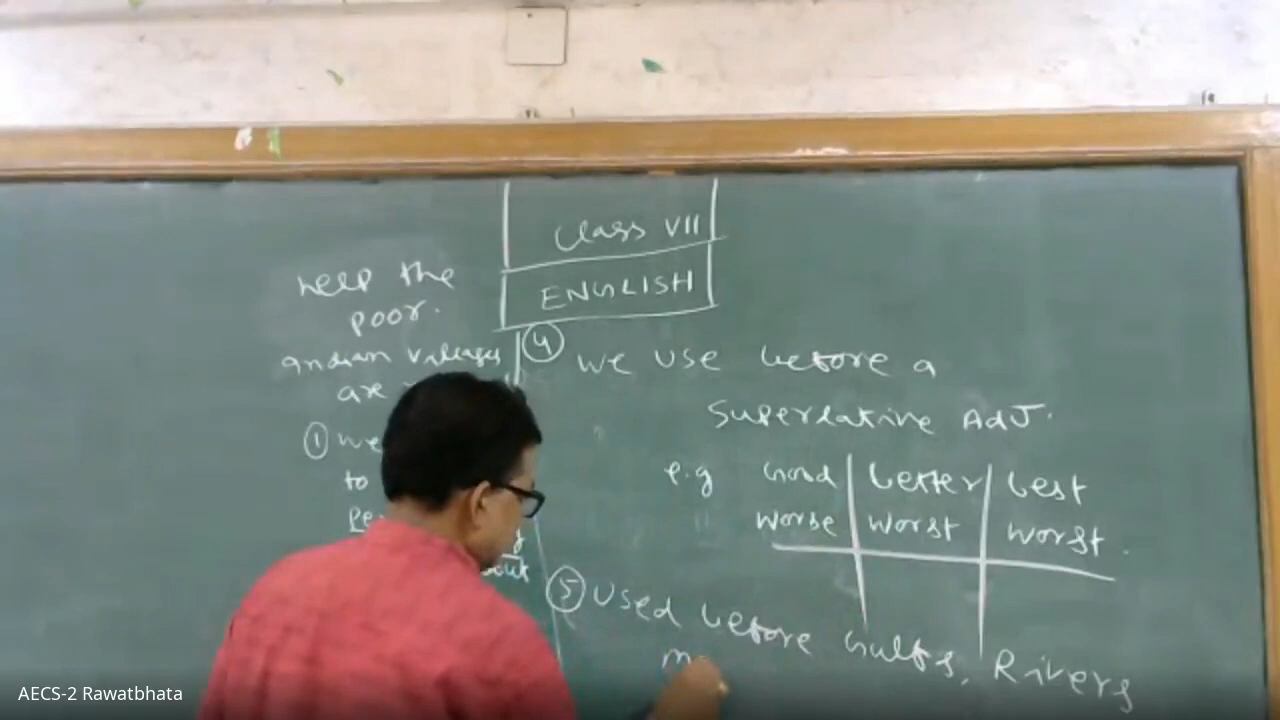 Class VII
ENGLISH
help the
poor.
Indian villages
are
① we
to
④ we use before a
Superlative Adj.
e.g Good better best
worse worst worst.
⑤ Used before Gulfs, Rivers
m
AECS-2 Rawatbhata